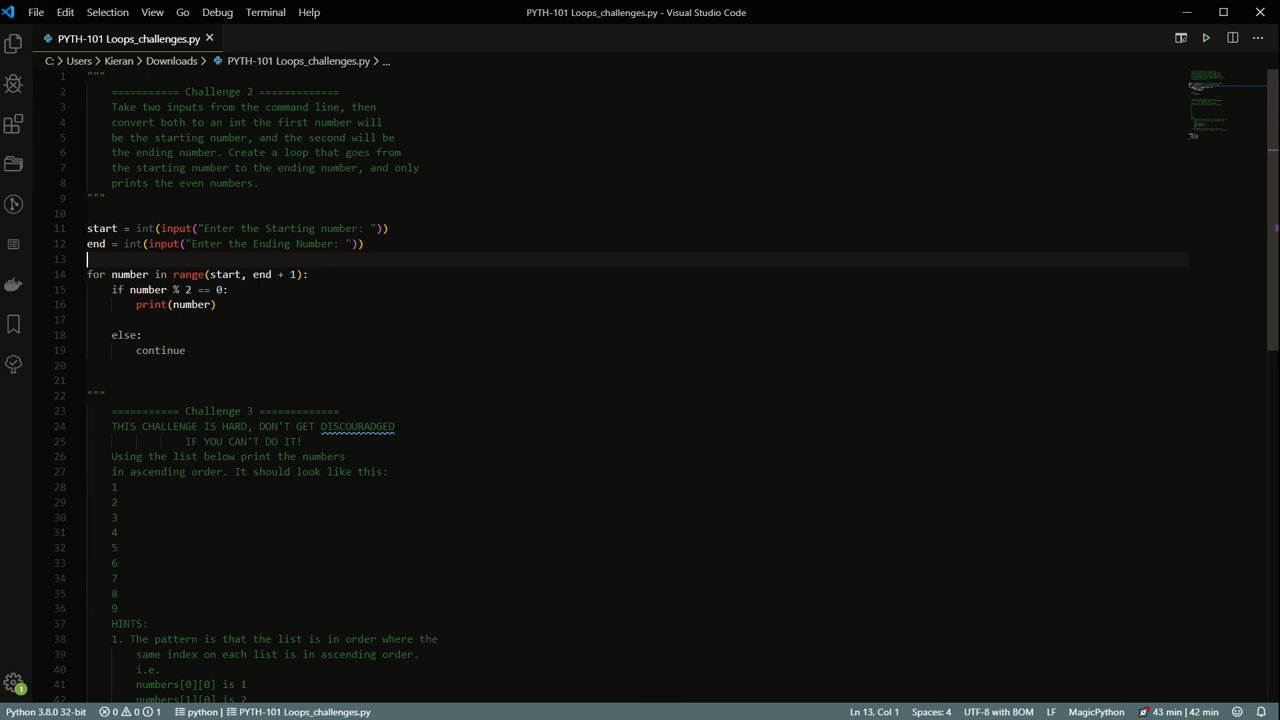 File Edit Selection View Go Debug Terminal Help PYTH-101 Loops_challenges.py - Visual Studio Code
PYTH-101 Loops_challenges.py
C: > Users > Kieran > Downloads > PYTH-101 Loops_challenges.py > ...
1 """
2 =========== Challenge 2 =============
3 Take two inputs from the command line, then
4 convert both to an int the first number will
5 be the starting number, and the second will be
6 the ending number. Create a loop that goes from
7 the starting number to the ending number, and only
8 prints the even numbers.
9 """
10
11 start = int(input("Enter the Starting number: "))
12 end = int(input("Enter the Ending Number: "))
13
14 for number in range(start, end + 1):
15 if number % 2 == 0:
16 print(number)
17
18 else:
19 continue
20
21
22 """
23 =========== Challenge 3 =============
24 THIS CHALLENGE IS HARD, DON'T GET DISCOURADGED
25 IF YOU CAN'T DO IT!
26 Using the list below print the numbers
27 in ascending order. It should look like this:
28 1
29 2
30 3
31 4
32 5
33 6
34 7
35 8
36 9
37 HINTS:
38 1. The pattern is that the list is in order where the
39 same index on each list is in ascending order.
40 i.e.
41 numbers[0][0] is 1
42 numbers[1][0] is 2
1
Python 3.8.0 32-bit 0 0 1 python | PYTH-101 Loops_challenges.py Ln 13, Col 1 Spaces: 4 UTF-8 with BOM LF MagicPython 43 min | 42 min